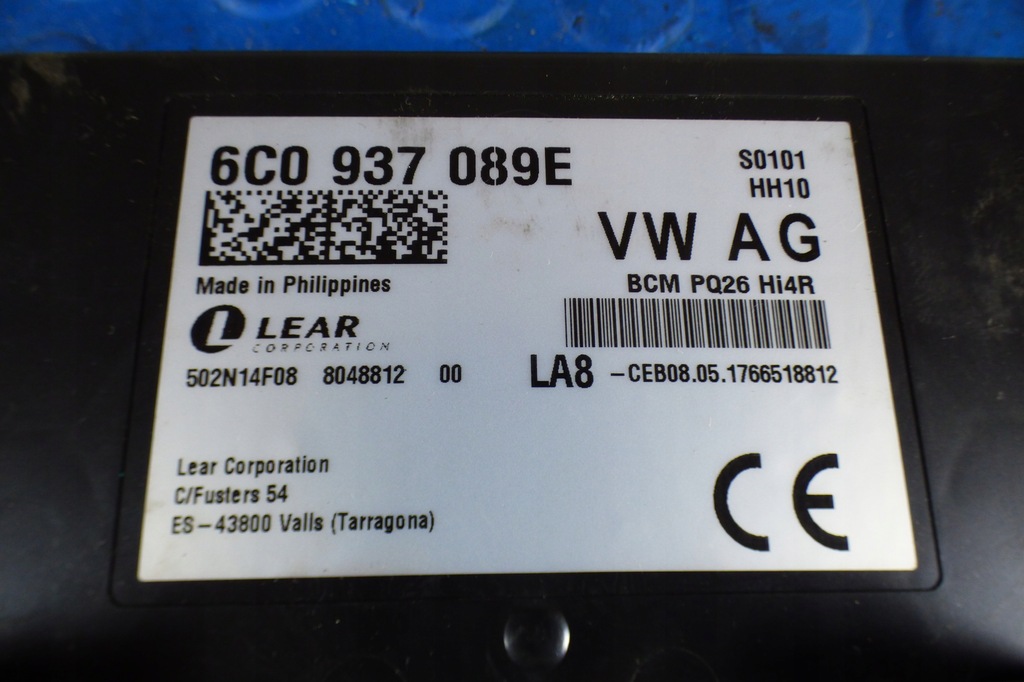 6C0 937 089E
S0101
HH10
VW AG
Made in Philippines
BCM PQ26 Hi4R
LEAR
CORPORATION
502N14F08 8048812 00
LA8 -CEB08.05.1766518812
Lear Corporation
C/Fusters 54
ES-43800 Valls (Tarragona)
CE